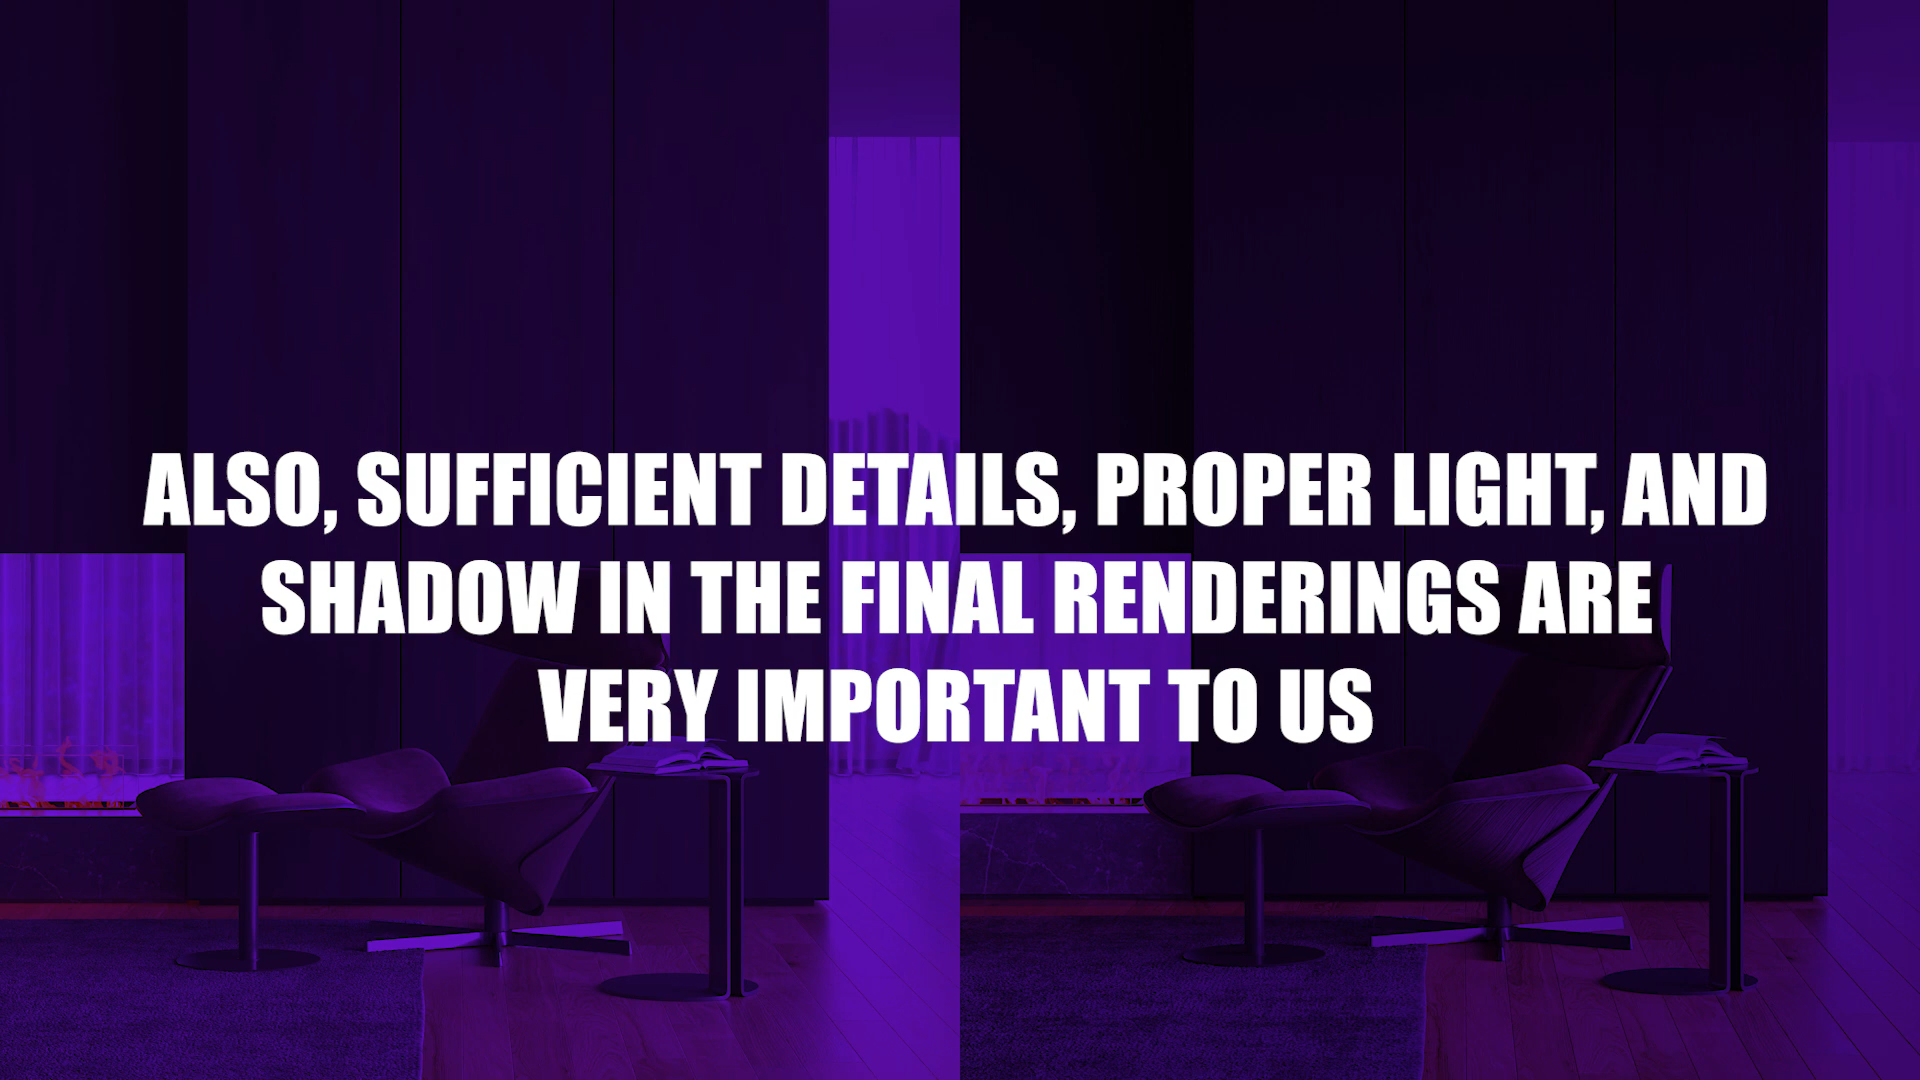 ALSO, SUFFICIENT DETAILS, PROPER LIGHT, AND
SHADOW IN THE FINAL RENDERINGS ARE
VERY IMPORTANT TO US